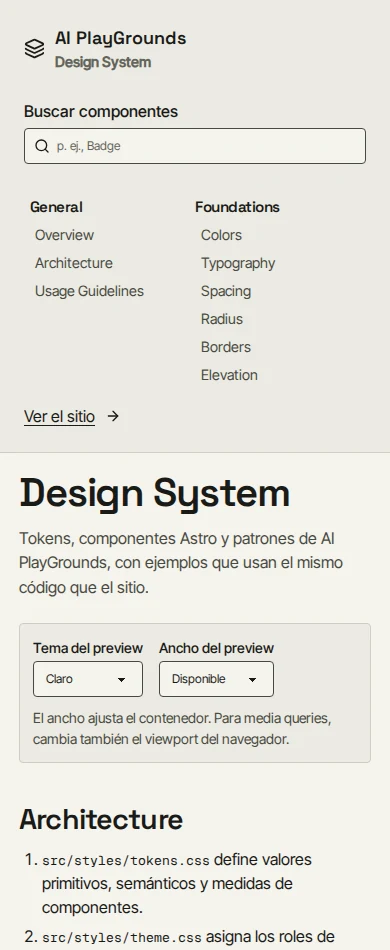 AI PlayGrounds
Design System
Buscar componentes
p. ej., Badge
General
Overview
Architecture
Usage Guidelines
Foundations
Colors
Typography
Spacing
Radius
Borders
Elevation
Ver el sitio →
Design System
Tokens, componentes Astro y patrones de AI
PlayGrounds, con ejemplos que usan el mismo
código que el sitio.
Tema del preview
Claro
Ancho del preview
Disponible
El ancho ajusta el contenedor. Para media queries,
cambia también el viewport del navegador.
Architecture
1. src/styles/tokens.css define valores
primitivos, semánticos y medidas de
componentes.
2. src/styles/theme.css asigna los roles de